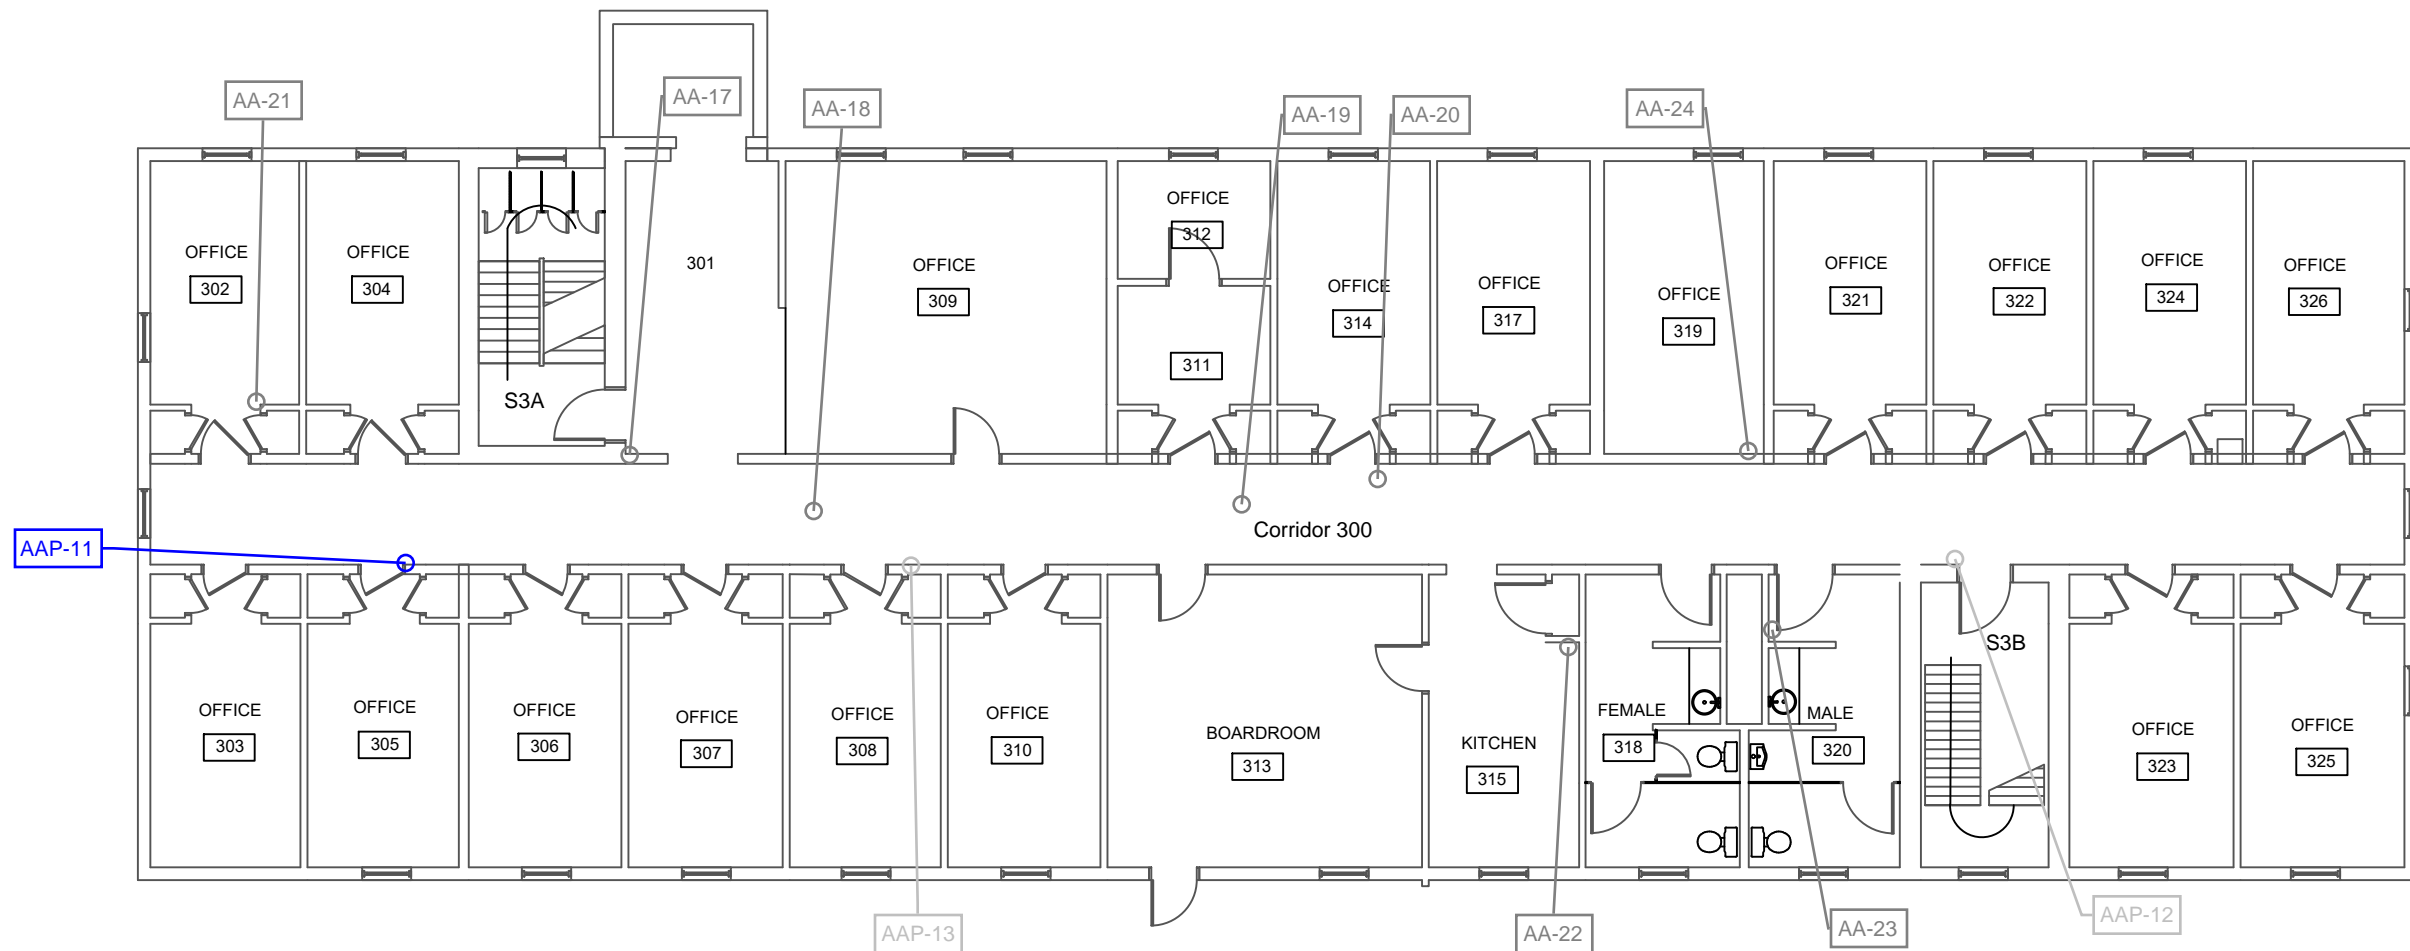 AA-21
AA-17
AA-18
AA-19
AA-20
AA-24
OFFICE
302
OFFICE
304
S3A
301
OFFICE
309
OFFICE
312
311
OFFICE
314
OFFICE
317
OFFICE
319
OFFICE
321
OFFICE
322
OFFICE
324
OFFICE
326
Corridor 300
AAP-11
OFFICE
303
OFFICE
305
OFFICE
306
OFFICE
307
OFFICE
308
OFFICE
310
BOARDROOM
313
KITCHEN
315
FEMALE
318
MALE
320
S3B
OFFICE
323
OFFICE
325
AAP-13
AA-22
AA-23
AAP-12